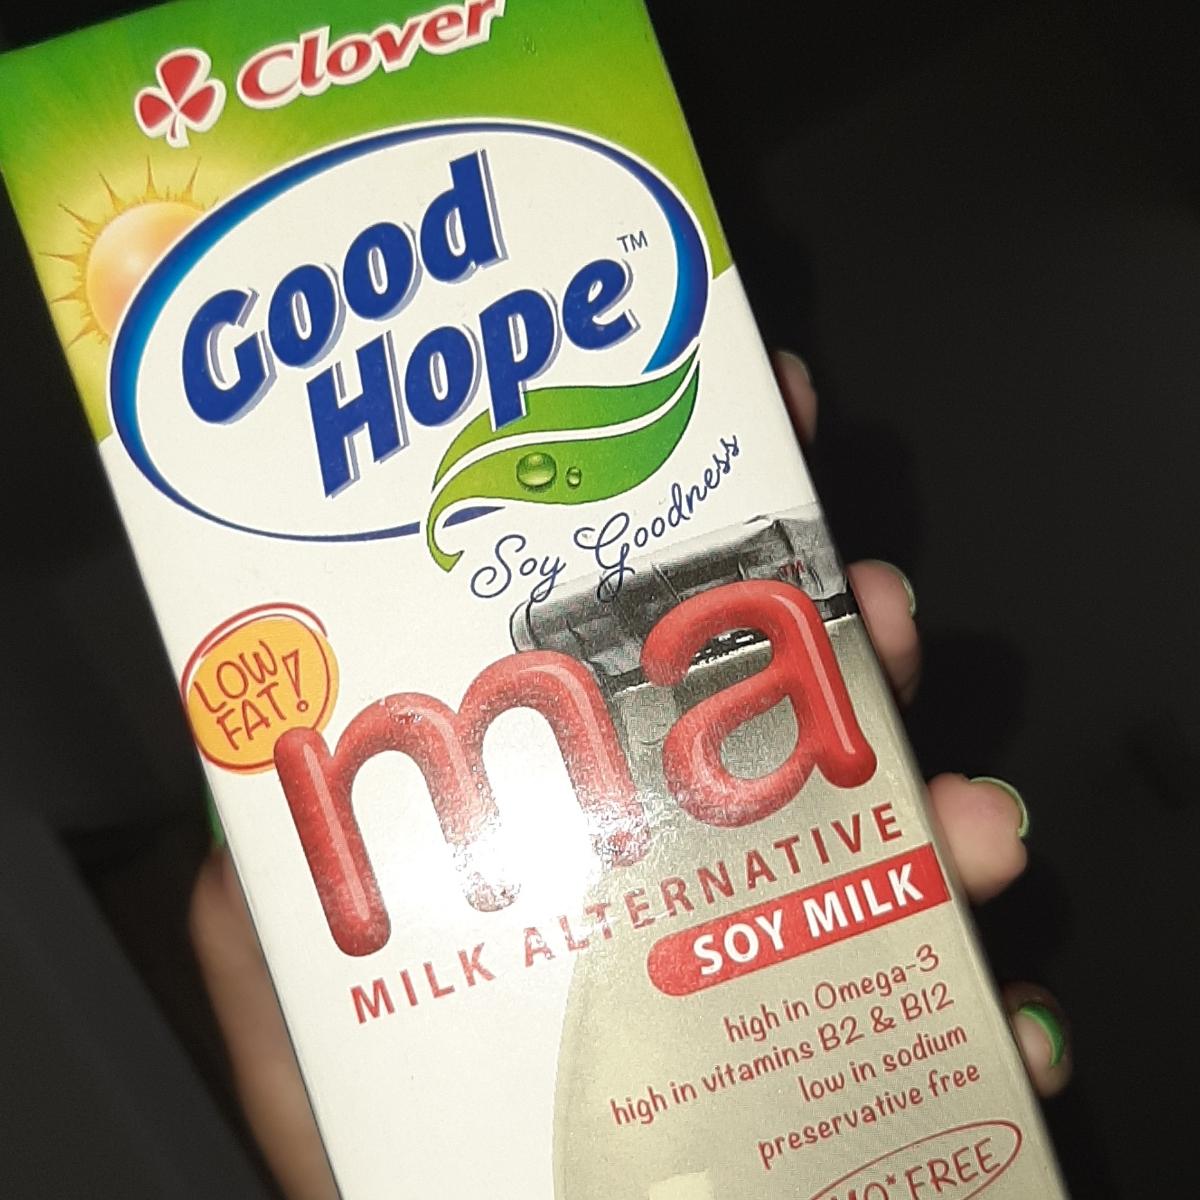 Clover
Good
Hope™
Soy Goodness
LOW
FAT!
ma™
MILK ALTERNATIVE
SOY MILK
high in Omega-3
high in vitamins B2 & B12
low in sodium
preservative free
FREE